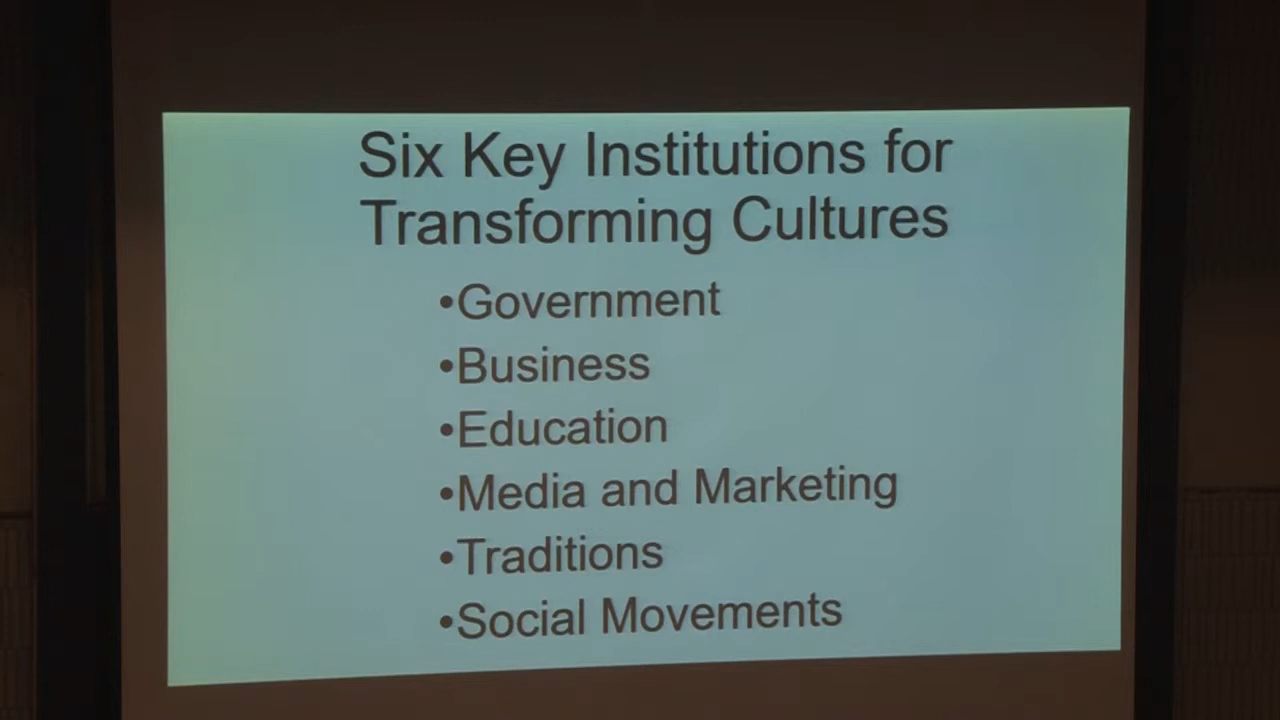 Six Key Institutions for
Transforming Cultures
•Government
•Business
•Education
•Media and Marketing
•Traditions
•Social Movements